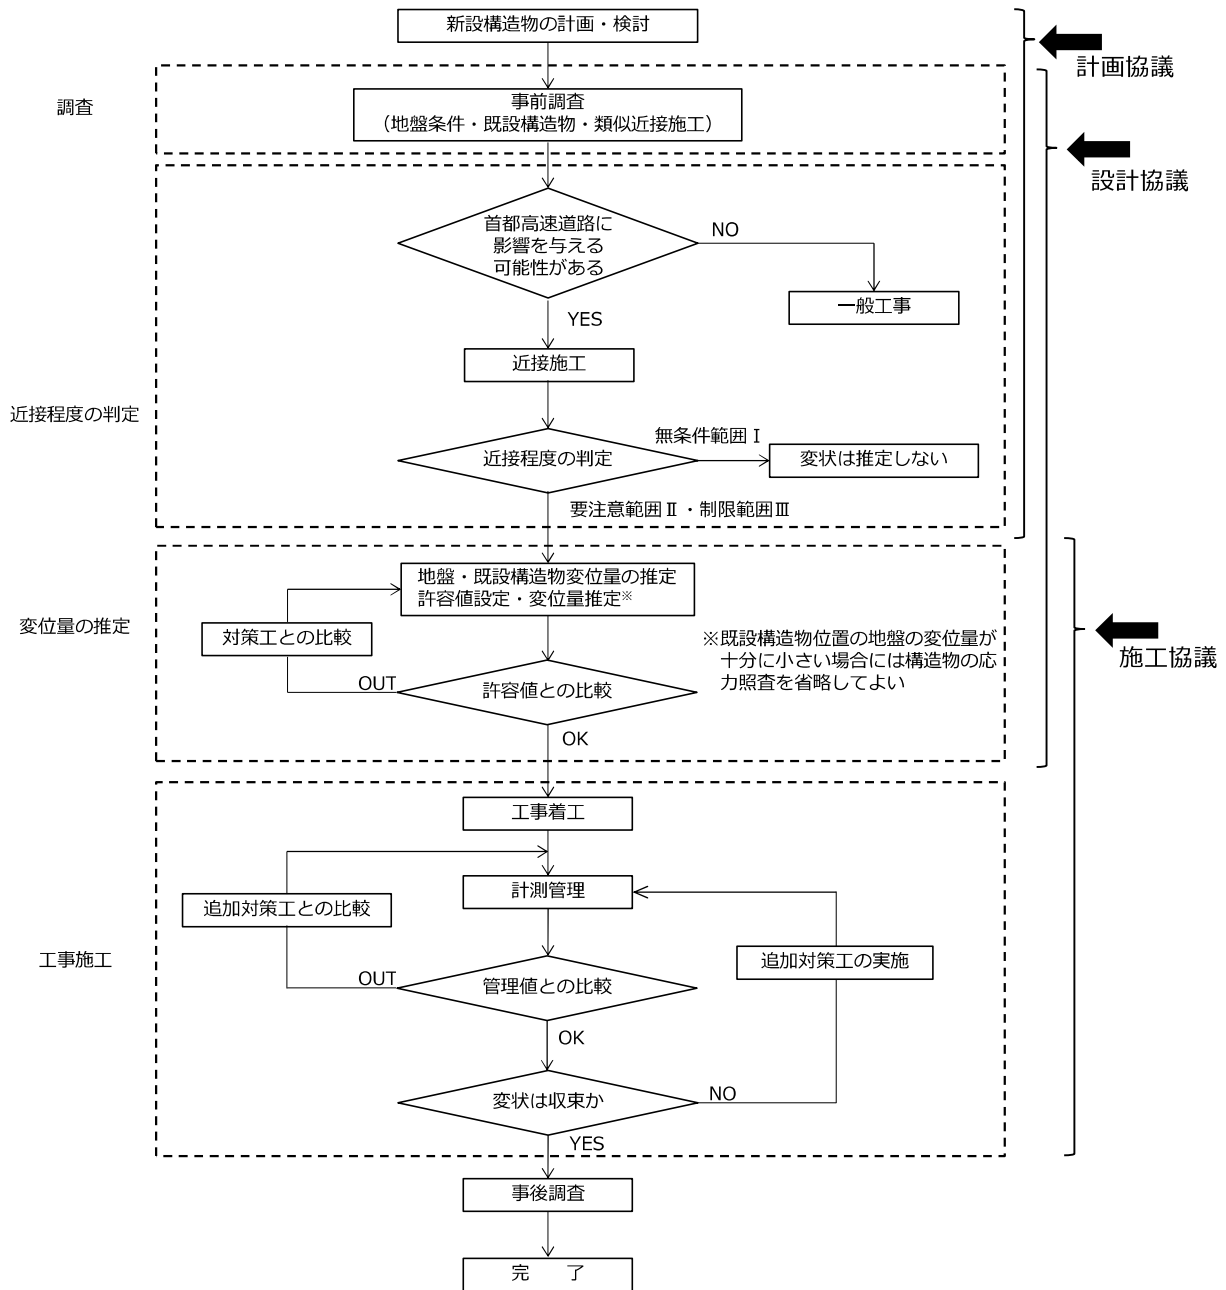 新設構造物の計画・検討
計画協議
調査
事前調査
（地盤条件・既設構造物・類似近接施工）
設計協議
首都高速道路に
影響を与える
可能性がある
NO
一般工事
YES
近接施工
近接程度の判定
無条件範囲Ⅰ
近接程度の判定
変状は推定しない
要注意範囲Ⅱ・制限範囲Ⅲ
変位量の推定
地盤・既設構造物変位量の推定
許容値設定・変位量推定※
対策工との比較
※既設構造物位置の地盤の変位量が
十分に小さい場合には構造物の応
力照査を省略してよい
施工協議
OUT
許容値との比較
OK
工事着工
計測管理
追加対策工との比較
工事施工
追加対策工の実施
OUT
管理値との比較
OK
変状は収束か
NO
YES
事後調査
完　了